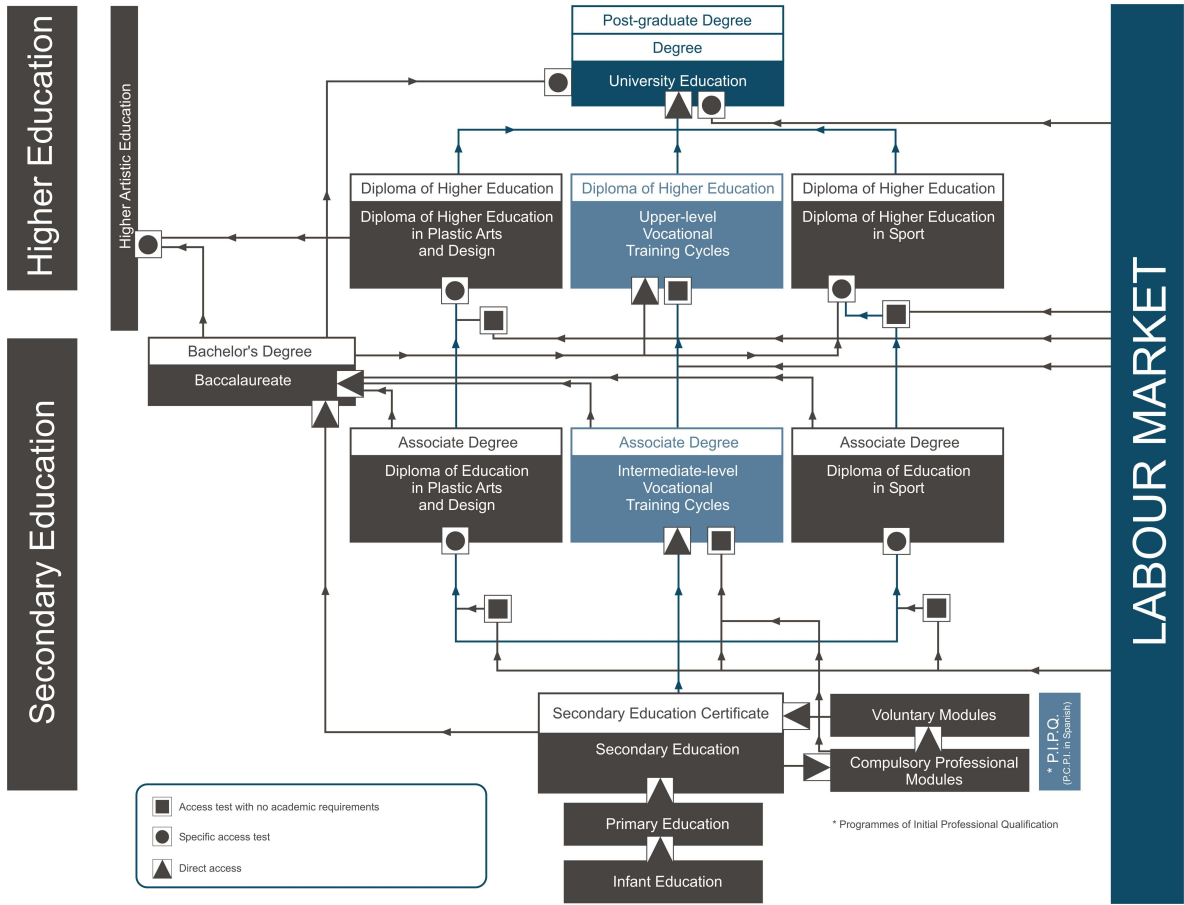 Higher Education
Higher Artistic Education
Post-graduate Degree
Degree
University Education
Diploma of Higher Education
Diploma of Higher Education
in Plastic Arts
and Design
Diploma of Higher Education
Upper-level
Vocational
Training Cycles
Diploma of Higher Education
Diploma of Higher Education
in Sport
LABOUR MARKET
Secondary Education
Bachelor's Degree
Baccalaureate
Associate Degree
Diploma of Education
in Plastic Arts
and Design
Associate Degree
Intermediate-level
Vocational
Training Cycles
Associate Degree
Diploma of Education
in Sport
Secondary Education Certificate
Secondary Education
Voluntary Modules
Compulsory Professional
Modules
* P.I.P.Q.
(P.C.P.I. in Spanish)
Primary Education
Infant Education
* Programmes of Initial Professional Qualification
Access test with no academic requirements
Specific access test
Direct access